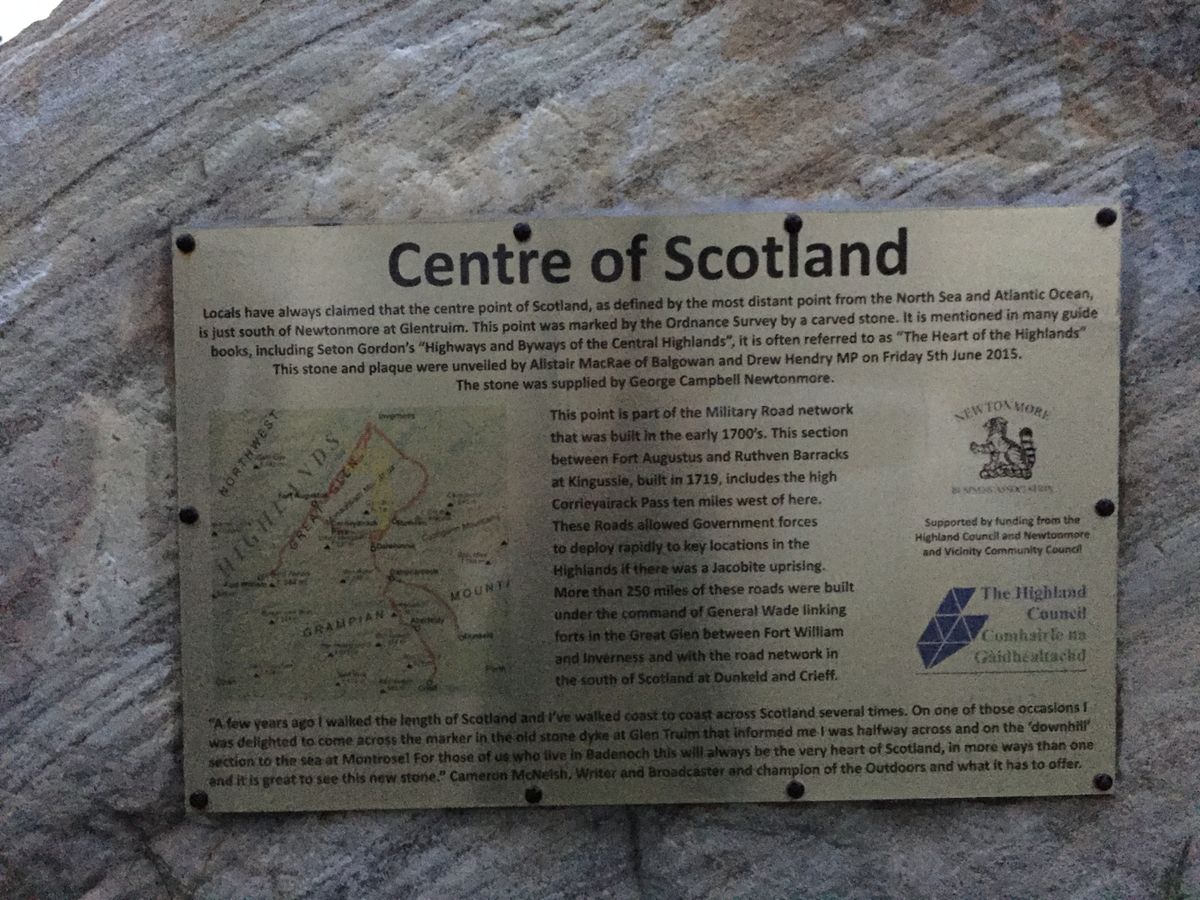 Centre of Scotland
Locals have always claimed that the centre point of Scotland, as defined by the most distant point from the North Sea and Atlantic Ocean,
is just south of Newtonmore at Glentruim. This point was marked by the Ordnance Survey by a carved stone. It is mentioned in many guide
books, including Seton Gordon's "Highways and Byways of the Central Highlands", it is often referred to as "The Heart of the Highlands"
This stone and plaque were unveiled by Alistair MacRae of Balgowan and Drew Hendry MP on Friday 5th June 2015.
The stone was supplied by George Campbell Newtonmore.
NORTHWEST
HIGHLANDS
Inverness
GREAT GLEN
Fort Augustus
GRAMPIAN
MOUNT
Aberfeldy
Perth
Crieff
This point is part of the Military Road network
that was built in the early 1700's. This section
between Fort Augustus and Ruthven Barracks
at Kingussie, built in 1719, includes the high
Corrieyairack Pass ten miles west of here.
These Roads allowed Government forces
to deploy rapidly to key locations in the
Highlands if there was a Jacobite uprising.
More than 250 miles of these roads were built
under the command of General Wade linking
forts in the Great Glen between Fort William
and Inverness and with the road network in
the south of Scotland at Dunkeld and Crieff.
NEWTONMORE
BUSINESS ASSOCIATION
Supported by funding from the
Highland Council and Newtonmore
and Vicinity Community Council
The Highland
Council
Comhairle na
Gàidhealtachd
"A few years ago I walked the length of Scotland and I've walked coast to coast across Scotland several times. On one of those occasions I
was delighted to come across the marker in the old stone dyke at Glen Truim that informed me I was halfway across and on the 'downhill'
section to the sea at Montrose! For those of us who live in Badenoch this will always be the very heart of Scotland, in more ways than one
and it is great to see this new stone." Cameron McNeish, Writer and Broadcaster and champion of the Outdoors and what it has to offer.